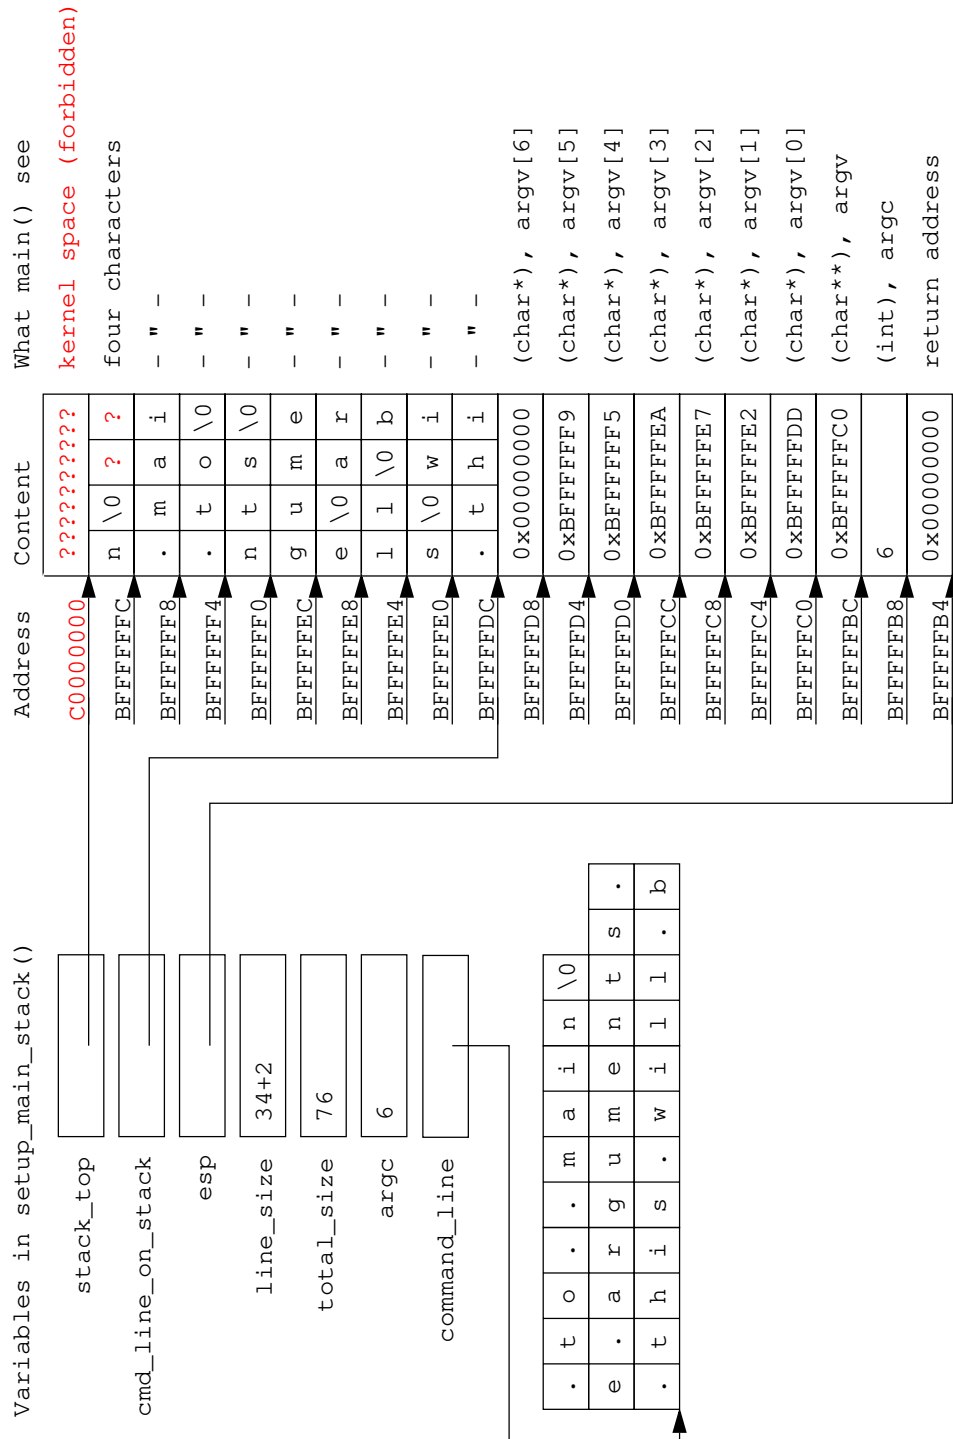 Variables in setup_main_stack() Address Content What main() see
stack_top
cmd_line_on_stack
esp
line_size 34+2
total_size 76
argc 6
command_line
. t o . . m a i n \0
e . a r g u m e n t s .
. t h i s . w i l l . b
C0000000 ?????????? kernel space (forbidden)
BFFFFFFC n \0 ? ? four characters
BFFFFFF8 . m a i - " -
BFFFFFF4 . t o \0 - " -
BFFFFFF0 n t s \0 - " -
BFFFFFEC g u m e - " -
BFFFFFE8 e \0 a r - " -
BFFFFFE4 l l \0 b - " -
BFFFFFE0 s \0 w i - " -
BFFFFFDC . t h i - " -
BFFFFFD8 0x00000000 (char*), argv[6]
BFFFFFD4 0xBFFFFFF9 (char*), argv[5]
BFFFFFD0 0xBFFFFFF5 (char*), argv[4]
BFFFFFCC 0xBFFFFFEA (char*), argv[3]
BFFFFFC8 0xBFFFFFE7 (char*), argv[2]
BFFFFFC4 0xBFFFFFE2 (char*), argv[1]
BFFFFFC0 0xBFFFFFDD (char*), argv[0]
BFFFFFBC 0xBFFFFFC0 (char**), argv
BFFFFFB8 6 (int), argc
BFFFFFB4 0x00000000 return address